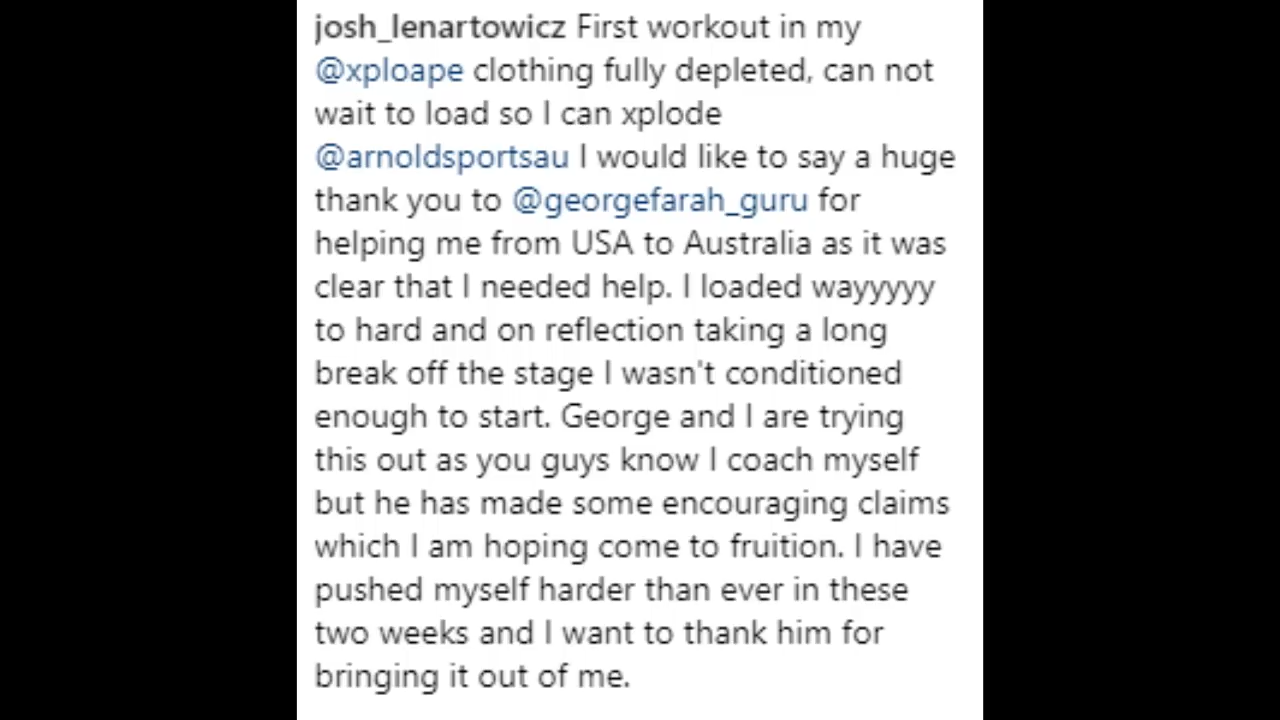 josh_lenartowicz First workout in my
@xploape clothing fully depleted, can not
wait to load so I can xplode
@arnoldsportsau I would like to say a huge
thank you to @georgefarah_guru for
helping me from USA to Australia as it was
clear that I needed help. I loaded wayyyyy
to hard and on reflection taking a long
break off the stage I wasn't conditioned
enough to start. George and I are trying
this out as you guys know I coach myself
but he has made some encouraging claims
which I am hoping come to fruition. I have
pushed myself harder than ever in these
two weeks and I want to thank him for
bringing it out of me.